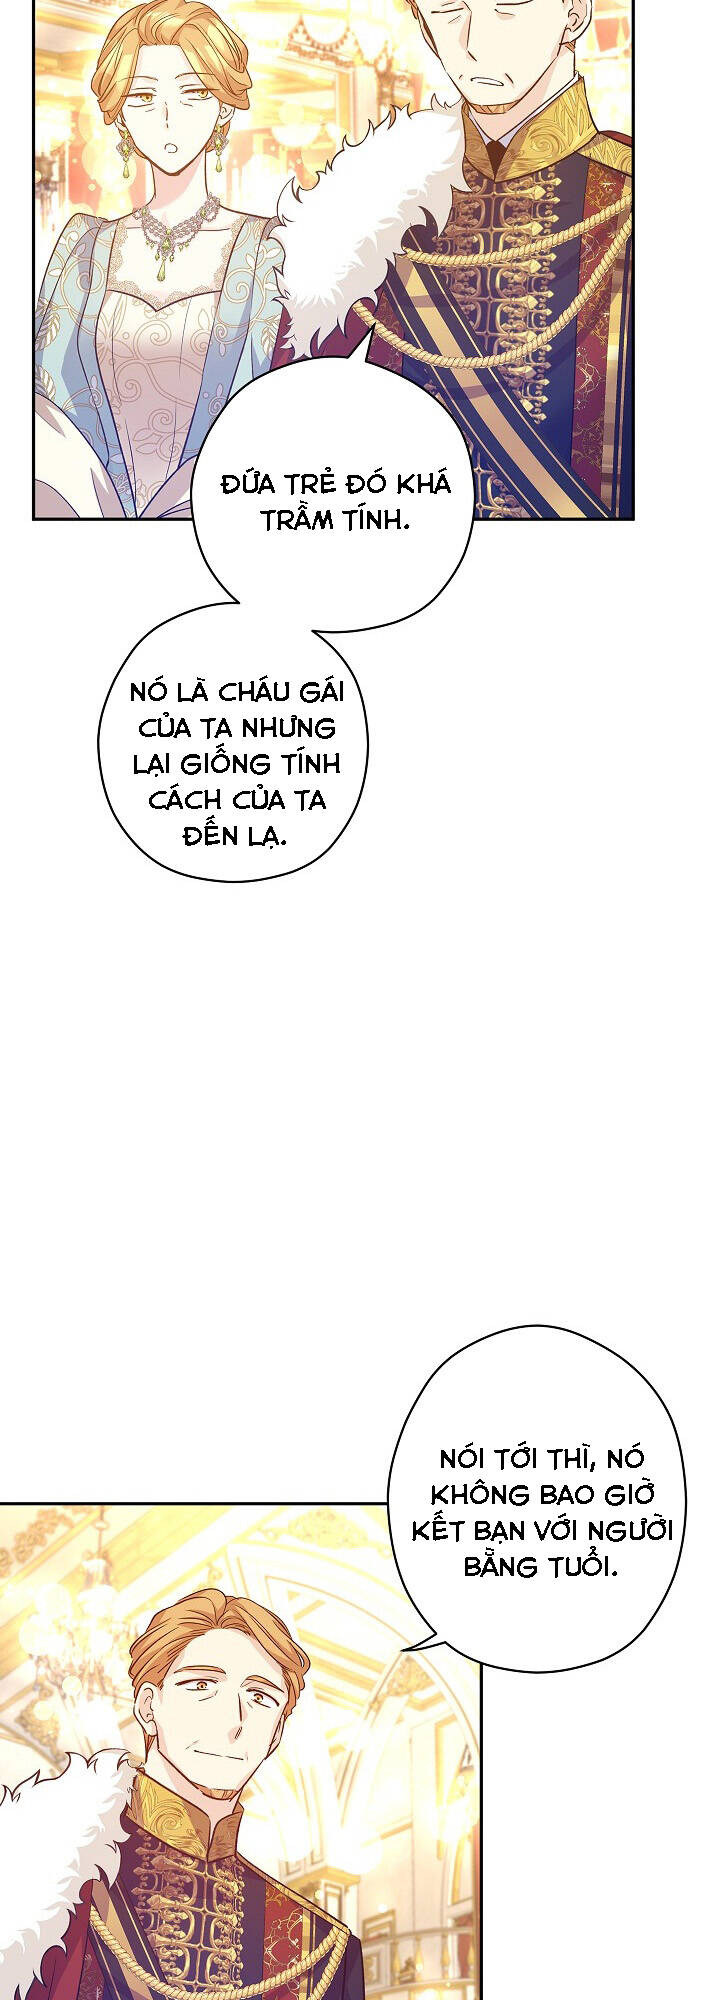 ĐỨA TRẺ ĐÓ KHÁ
TRẦM TÍNH.
NÓ LÀ CHÁU GÁI
CỦA TA NHƯNG
LẠI GIỐNG TÍNH
CÁCH CỦA TA
ĐẾN LẠ.
NÓI TỚI THÌ, NÓ
KHÔNG BAO GIỜ
KẾT BẠN VỚI NGƯỜI
BẰNG TUỔI.